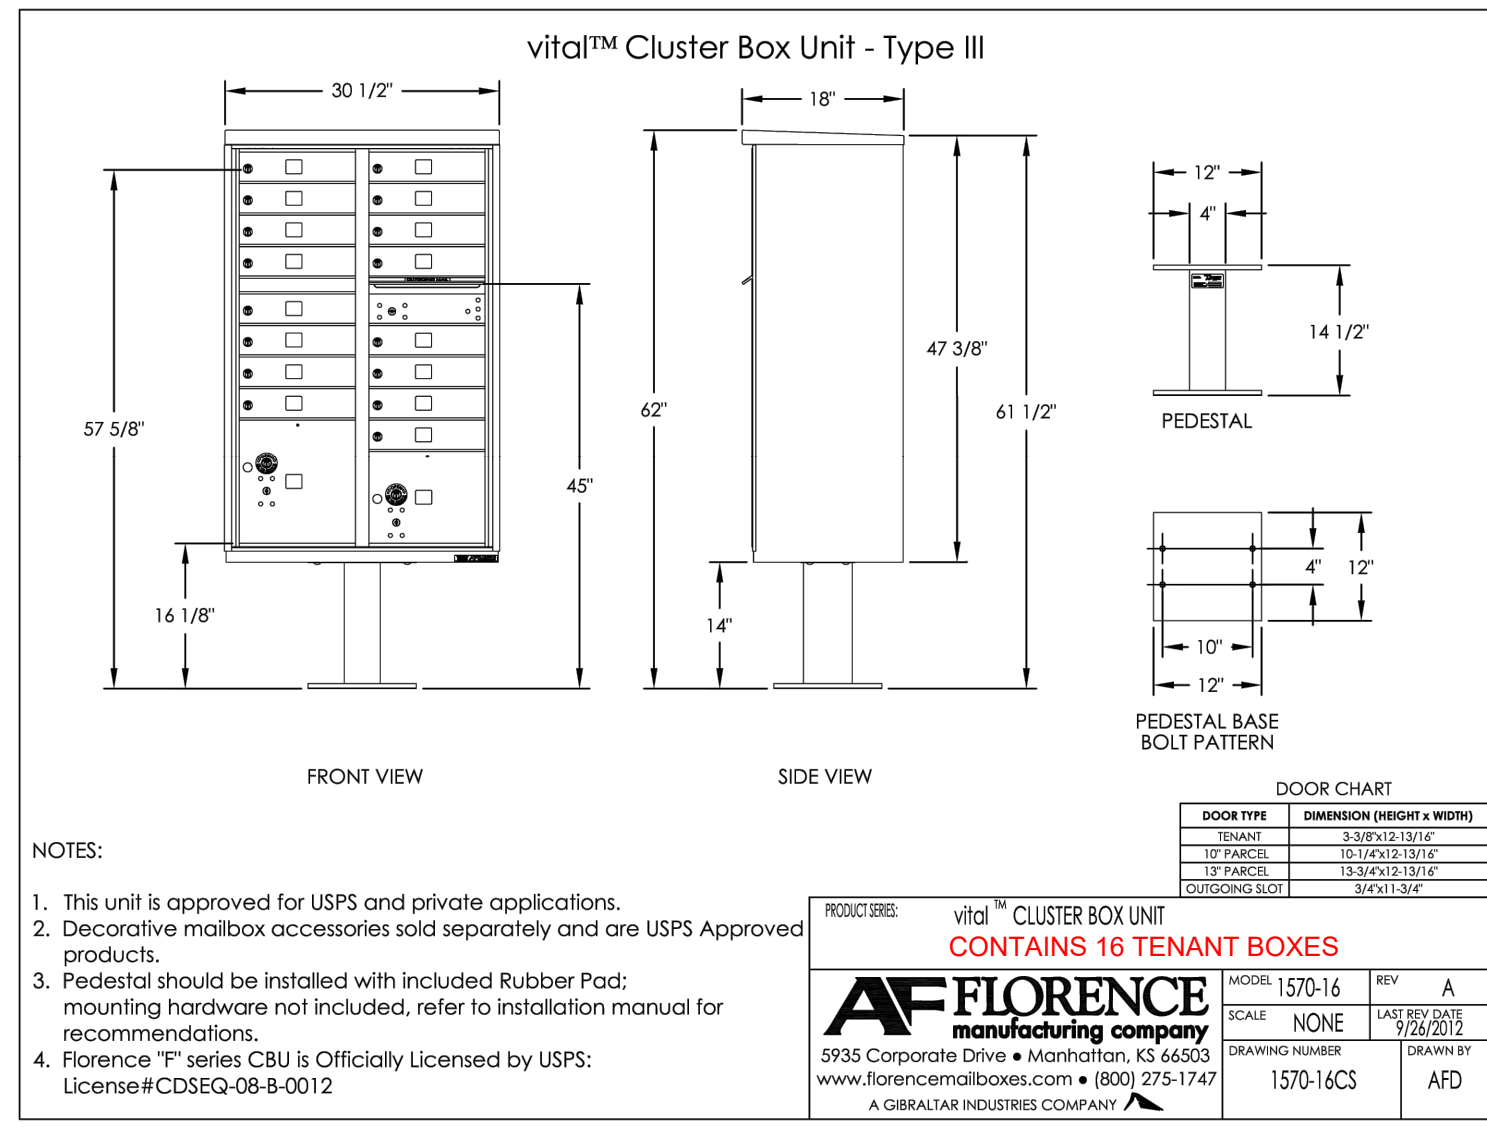 vital™ Cluster Box Unit - Type III
30 1/2"
57 5/8"
16 1/8"
45"
OUTGOING MAIL
FRONT VIEW
18"
62"
47 3/8"
61 1/2"
14"
SIDE VIEW
12"
4"
14 1/2"
PEDESTAL
4"
12"
10"
12"
PEDESTAL BASE
BOLT PATTERN
DOOR CHART
DOOR TYPE DIMENSION (HEIGHT x WIDTH)
TENANT 3-3/8"x12-13/16"
10" PARCEL 10-1/4"x12-13/16"
13" PARCEL 13-3/4"x12-13/16"
OUTGOING SLOT 3/4"x11-3/4"
NOTES:
1. This unit is approved for USPS and private applications.
2. Decorative mailbox accessories sold separately and are USPS Approved
products.
3. Pedestal should be installed with included Rubber Pad;
mounting hardware not included, refer to installation manual for
recommendations.
4. Florence "F" series CBU is Officially Licensed by USPS:
License#CDSEQ-08-B-0012
PRODUCT SERIES: vital™ CLUSTER BOX UNIT
CONTAINS 16 TENANT BOXES
AF FLORENCE
manufacturing company
5935 Corporate Drive ● Manhattan, KS 66503
www.florencemailboxes.com ● (800) 275-1747
A GIBRALTAR INDUSTRIES COMPANY
MODEL 1570-16
REV A
SCALE NONE
LAST REV DATE
9/26/2012
DRAWING NUMBER
1570-16CS
DRAWN BY
AFD